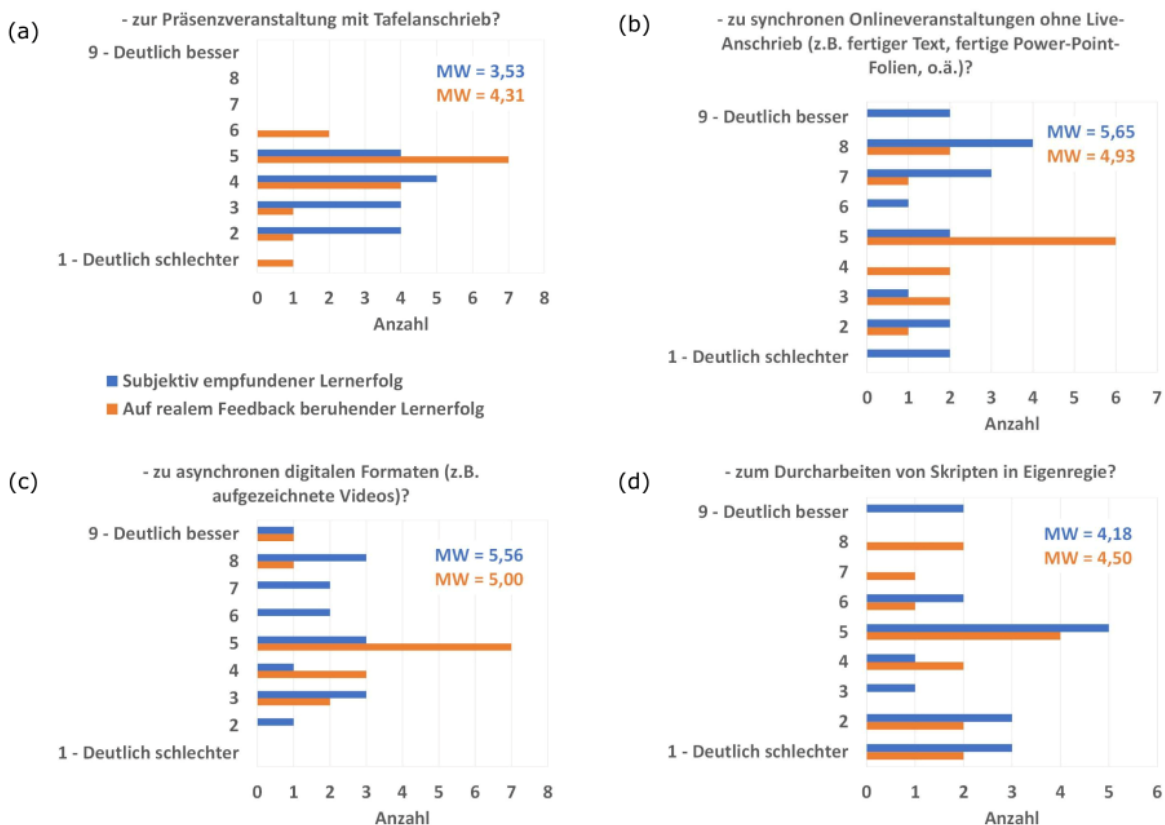 (a)
- zur Präsenzveranstaltung mit Tafelanschrieb?
9 - Deutlich besser
8
7
6
5
4
3
2
1 - Deutlich schlechter
MW = 3,53
MW = 4,31
0 1 2 3 4 5 6 7 8
Anzahl
Subjektiv empfundener Lernerfolg
Auf realem Feedback beruhender Lernerfolg
(b)
- zu synchronen Onlineveranstaltungen ohne Live-
Anschrieb (z.B. fertiger Text, fertige Power-Point-
Folien, o.ä.)?
9 - Deutlich besser
8
7
6
5
4
3
2
1 - Deutlich schlechter
MW = 5,65
MW = 4,93
0 1 2 3 4 5 6 7
Anzahl
(c)
- zu asynchronen digitalen Formaten (z.B.
aufgezeichnete Videos)?
9 - Deutlich besser
8
7
6
5
4
3
2
1 - Deutlich schlechter
MW = 5,56
MW = 5,00
0 1 2 3 4 5 6 7 8
Anzahl
(d)
- zum Durcharbeiten von Skripten in Eigenregie?
9 - Deutlich besser
8
7
6
5
4
3
2
1 - Deutlich schlechter
MW = 4,18
MW = 4,50
0 1 2 3 4 5 6
Anzahl